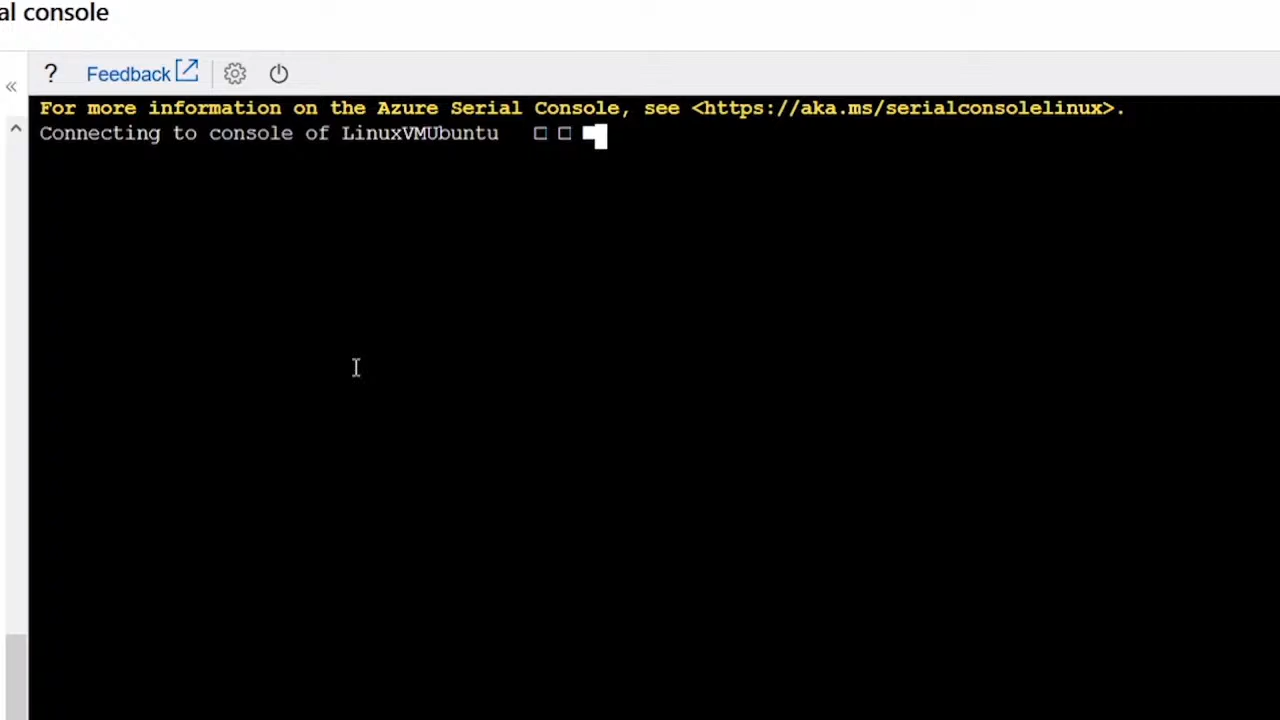 al console
« ? Feedback
For more information on the Azure Serial Console, see <https://aka.ms/serialconsolelinux>.
Connecting to console of LinuxVMUbuntu